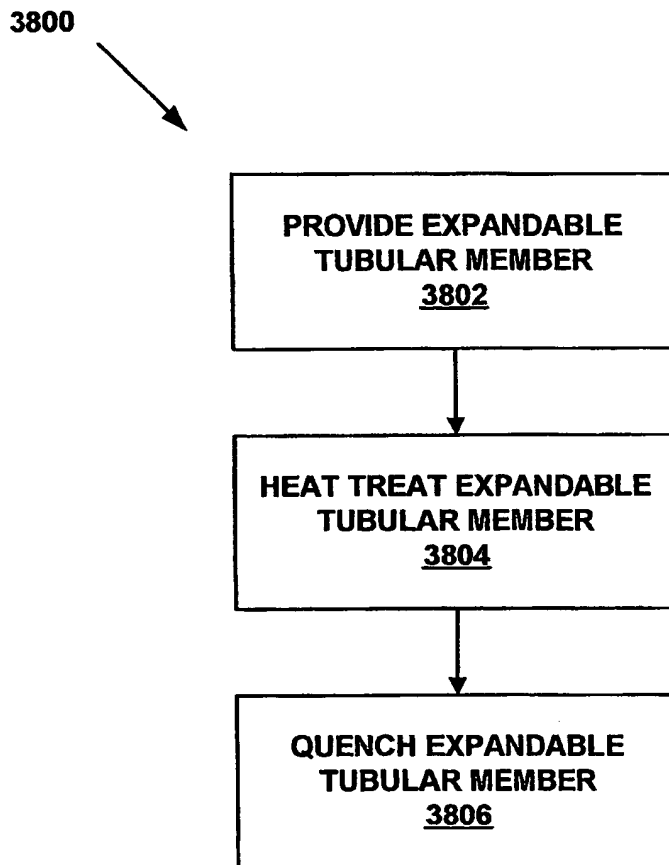 3800
PROVIDE EXPANDABLE
TUBULAR MEMBER
3802
HEAT TREAT EXPANDABLE
TUBULAR MEMBER
3804
QUENCH EXPANDABLE
TUBULAR MEMBER
3806